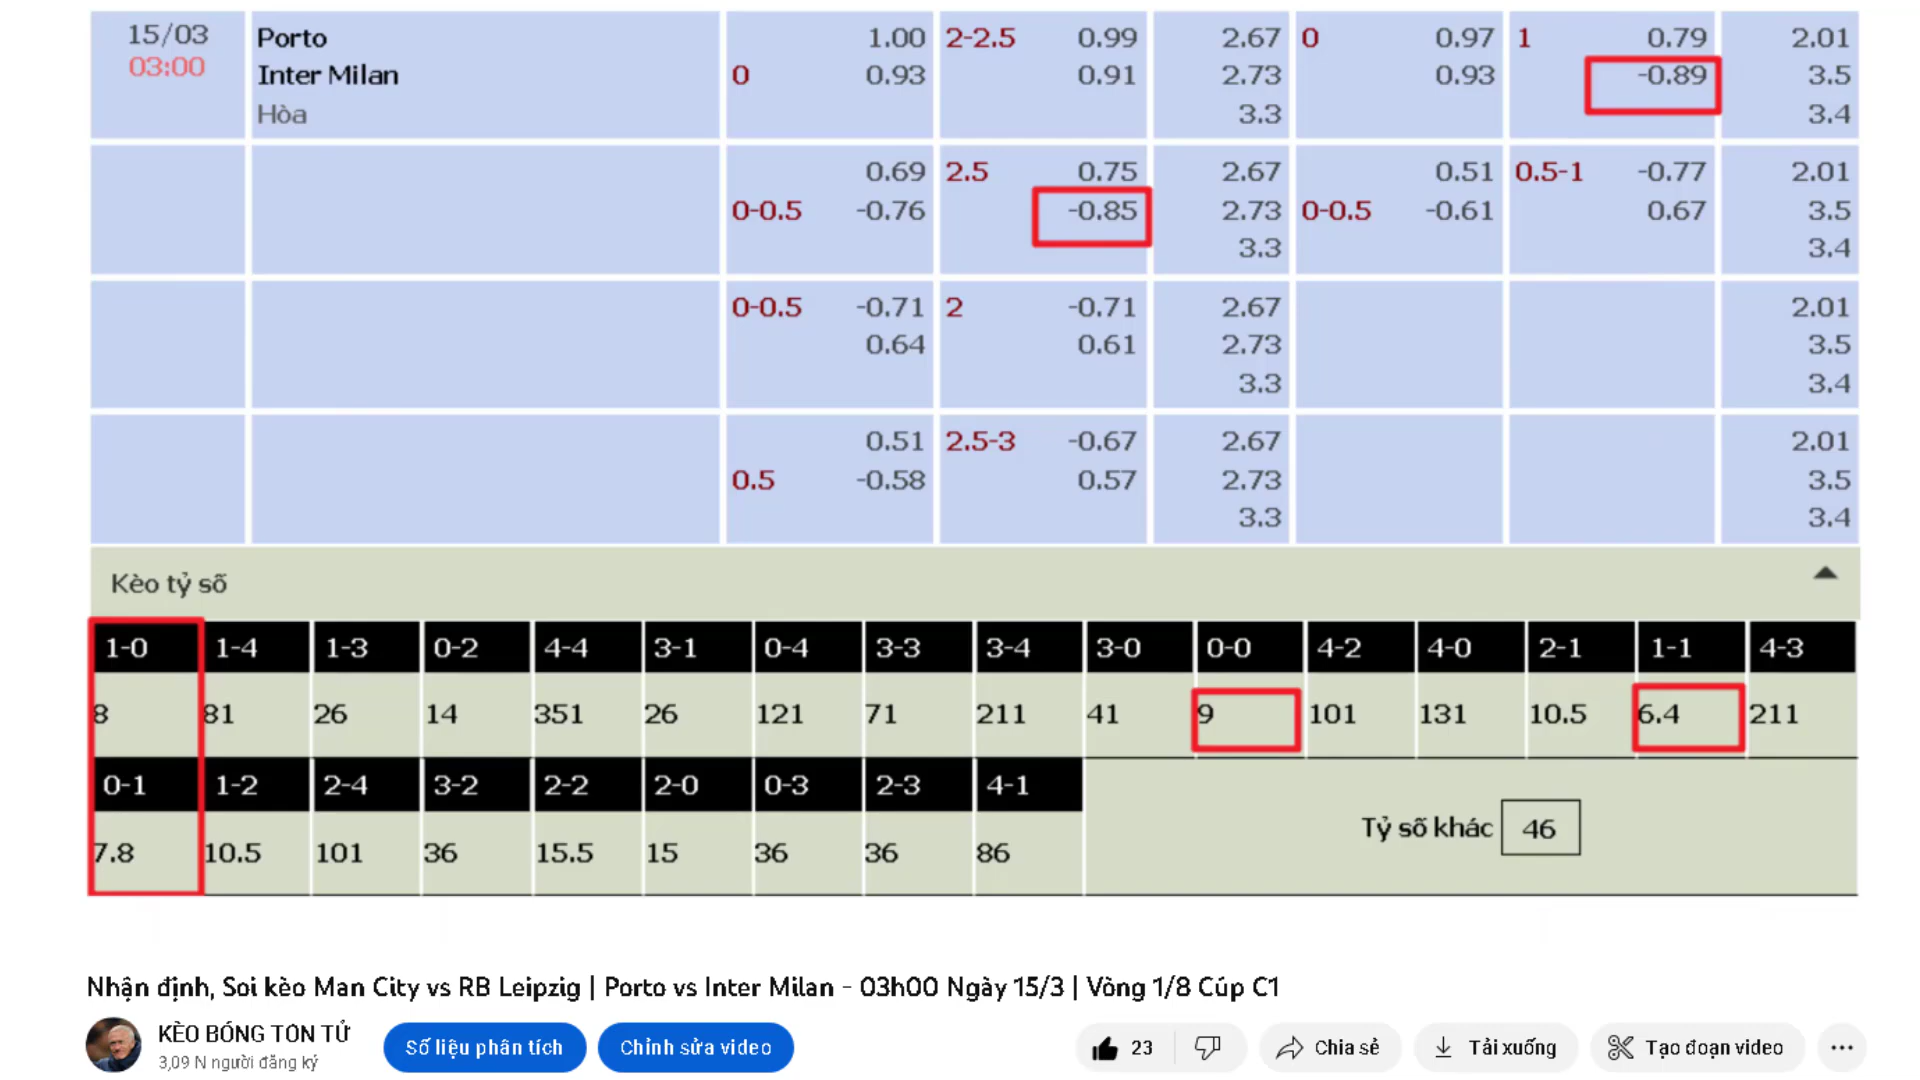 15/03 Porto 1.00 2-2.5 0.99 2.67 0 0.97 1 0.79 2.01
03:00 Inter Milan 0 0.93 0.91 2.73 0.93 -0.89 3.5
Hòa 3.3 3.4
0.69 2.5 0.75 2.67 0.51 0.5-1 -0.77 2.01
0-0.5 -0.76 -0.85 2.73 0-0.5 -0.61 0.67 3.5
3.3 3.4
0-0.5 -0.71 2 -0.71 2.67 2.01
0.64 0.61 2.73 3.5
3.3 3.4
0.51 2.5-3 -0.67 2.67 2.01
0.5 -0.58 0.57 2.73 3.5
3.3 3.4
Kèo tỷ số
1-0 1-4 1-3 0-2 4-4 3-1 0-4 3-3 3-4 3-0 0-0 4-2 4-0 2-1 1-1 4-3
8 81 26 14 351 26 121 71 211 41 9 101 131 10.5 6.4 211
0-1 1-2 2-4 3-2 2-2 2-0 0-3 2-3 4-1
Tỷ số khác 46
7.8 10.5 101 36 15.5 15 36 36 86
Nhận định, Soi kèo Man City vs RB Leipzig | Porto vs Inter Milan - 03h00 Ngày 15/3 | Vòng 1/8 Cúp C1
KÈO BÓNG TÔN TỬ
3,09 N người đăng ký
Số liệu phân tích
Chỉnh sửa video
23
Chia sẻ
Tải xuống
Tạo đoạn video